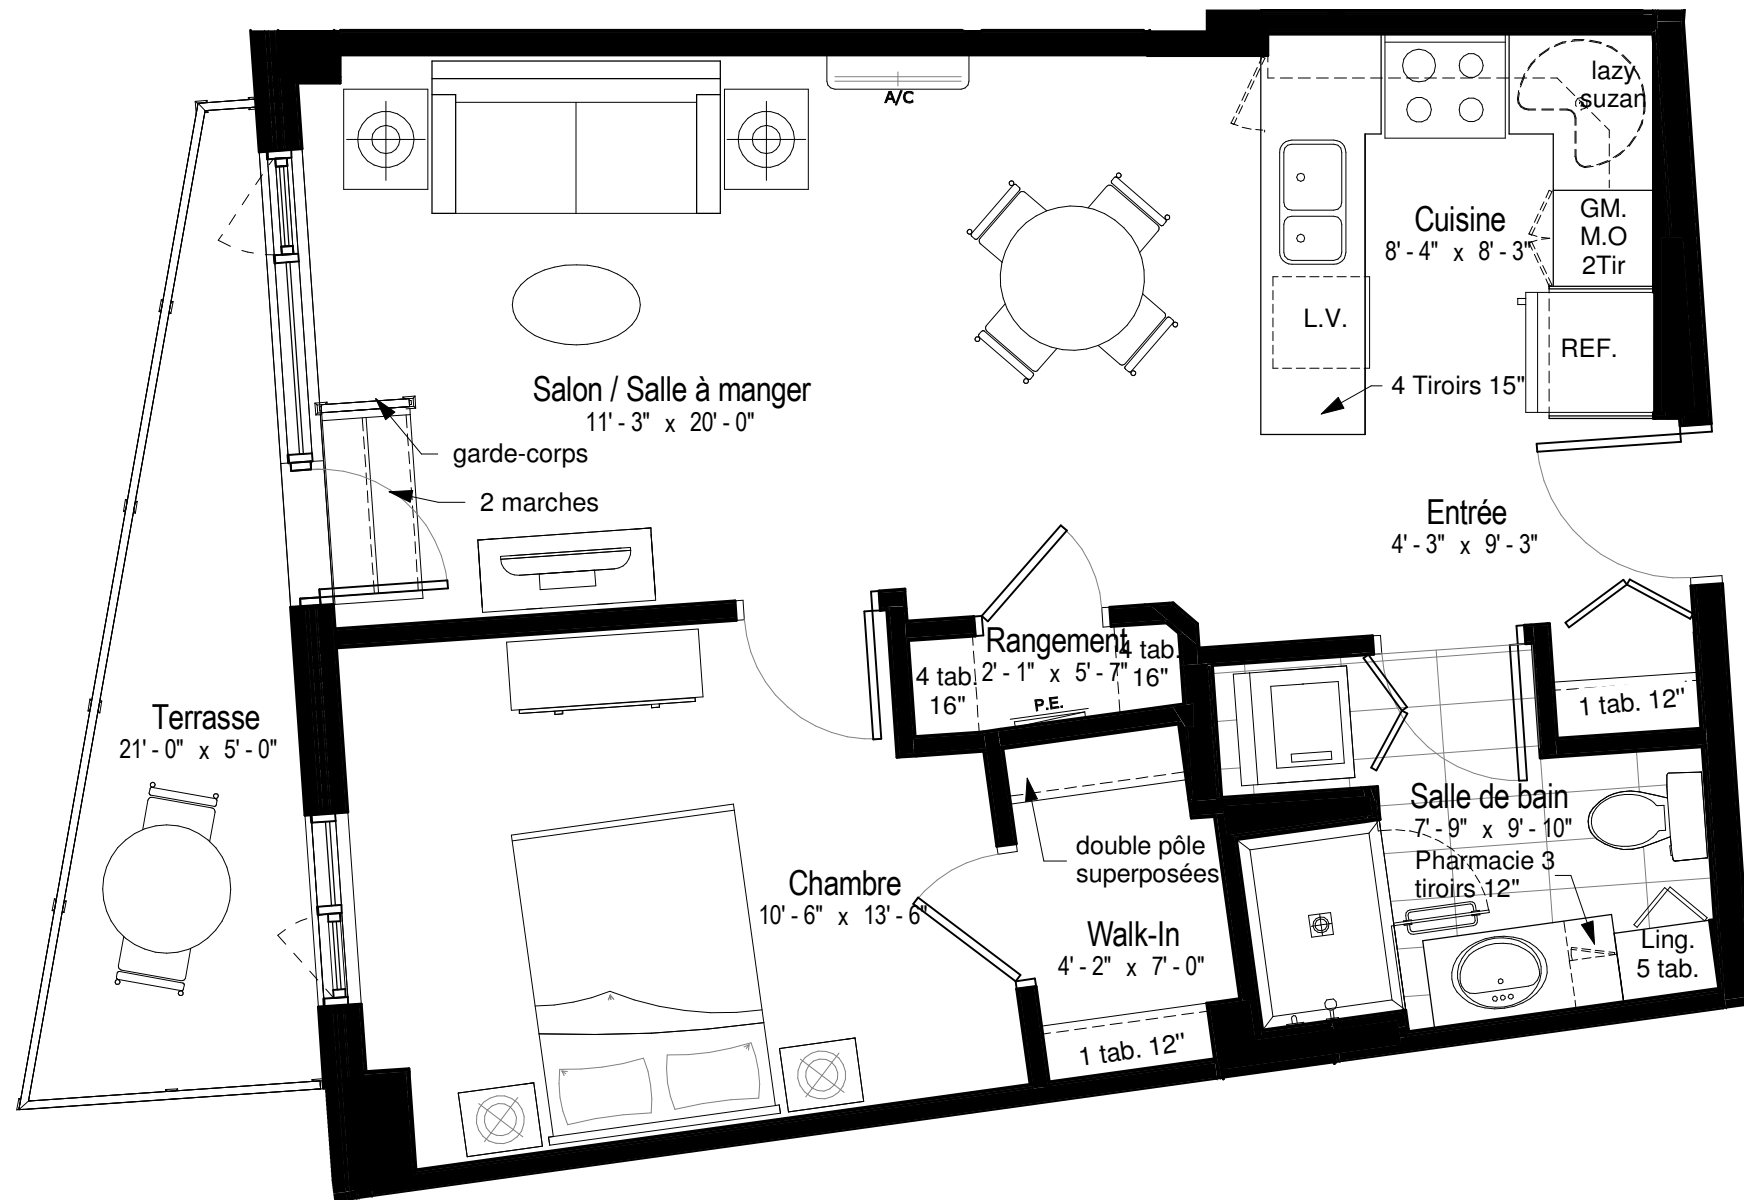 lazy
suzan
A/C
Cuisine
8' - 4" x 8' - 3"
GM.
M.O
2Tir
L.V.
REF.
4 Tiroirs 15"
Salon / Salle à manger
11' - 3" x 20' - 0"
garde-corps
2 marches
Entrée
4' - 3" x 9' - 3"
Rangement
2' - 1" x 5' - 7"
4 tab.
16"
4 tab.
16"
P.E.
1 tab. 12"
Terrasse
21' - 0" x 5' - 0"
Salle de bain
7' - 9" x 9' - 10"
Pharmacie 3
tiroirs 12"
double pôle
superposées
Chambre
10' - 6" x 13' - 6"
Walk-In
4' - 2" x 7' - 0"
Ling.
5 tab.
1 tab. 12"